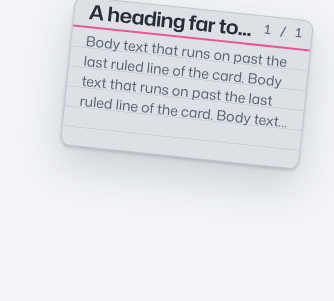 A heading far to... 1 / 1
Body text that runs on past the
last ruled line of the card. Body
text that runs on past the last
ruled line of the card. Body text...